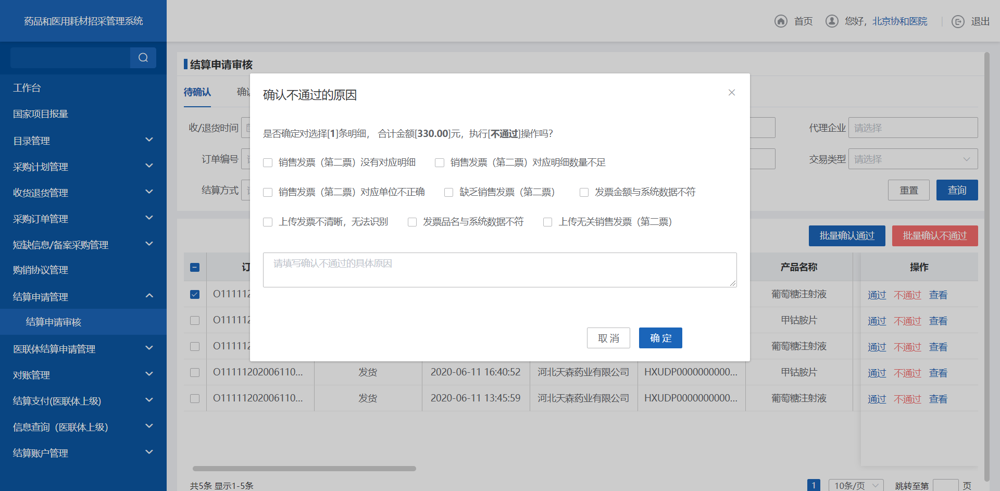 药品和医用耗材招采管理系统
首页
您好，北京协和医院
退出
工作台
国家项目报量
目录管理
采购计划管理
收货退货管理
采购订单管理
短缺信息/备案采购管理
购销协议管理
结算申请管理
结算申请审核
医联体结算申请管理
对账管理
结算支付(医联体上级)
信息查询（医联体上级）
结算账户管理
结算申请审核
待确认
收/退货时间
代理企业
请选择
订单编号
交易类型
请选择
结算方式
重置
查询
批量确认通过
批量确认不通过
确认不通过的原因
是否确定对选择[1]条明细， 合计金额[330.00]元，执行[不通过]操作吗?
销售发票（第二票）没有对应明细
销售发票（第二票）对应明细数量不足
销售发票（第二票）对应单位不正确
缺乏销售发票（第二票）
发票金额与系统数据不符
上传发票不清晰，无法识别
发票品名与系统数据不符
上传无关销售发票（第二票）
请填写确认不通过的具体原因
取 消
确 定
产品名称
操作
O111112
葡萄糖注射液
通过 不通过 查看
O111112
甲钴胺片
通过 不通过 查看
O111112
葡萄糖注射液
通过 不通过 查看
O11111202006110...
发货
2020-06-11 16:40:52
河北天森药业有限公司
HXUDP0000000000...
甲钴胺片
通过 不通过 查看
O11111202006110...
发货
2020-06-11 13:45:59
河北天森药业有限公司
HXUDP0000000000...
葡萄糖注射液
通过 不通过 查看
共5条 显示1-5条
1
10条/页
跳转至第
页